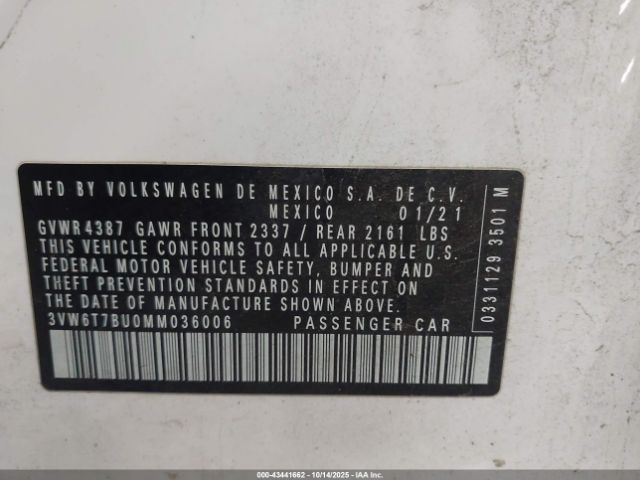 MFD BY VOLKSWAGEN DE MEXICO S.A. DE C.V.
MEXICO 01/21
GVWR 4387 GAWR FRONT 2337 / REAR 2161 LBS
THIS VEHICLE CONFORMS TO ALL APPLICABLE U.S.
FEDERAL MOTOR VEHICLE SAFETY, BUMPER AND
THEFT PREVENTION STANDARDS IN EFFECT ON
THE DATE OF MANUFACTURE SHOWN ABOVE.
3VW6T7BU0MM036006 PASSENGER CAR
0331129 3501 M
000-43441662 - 10/14/2025 - IAAI.CA